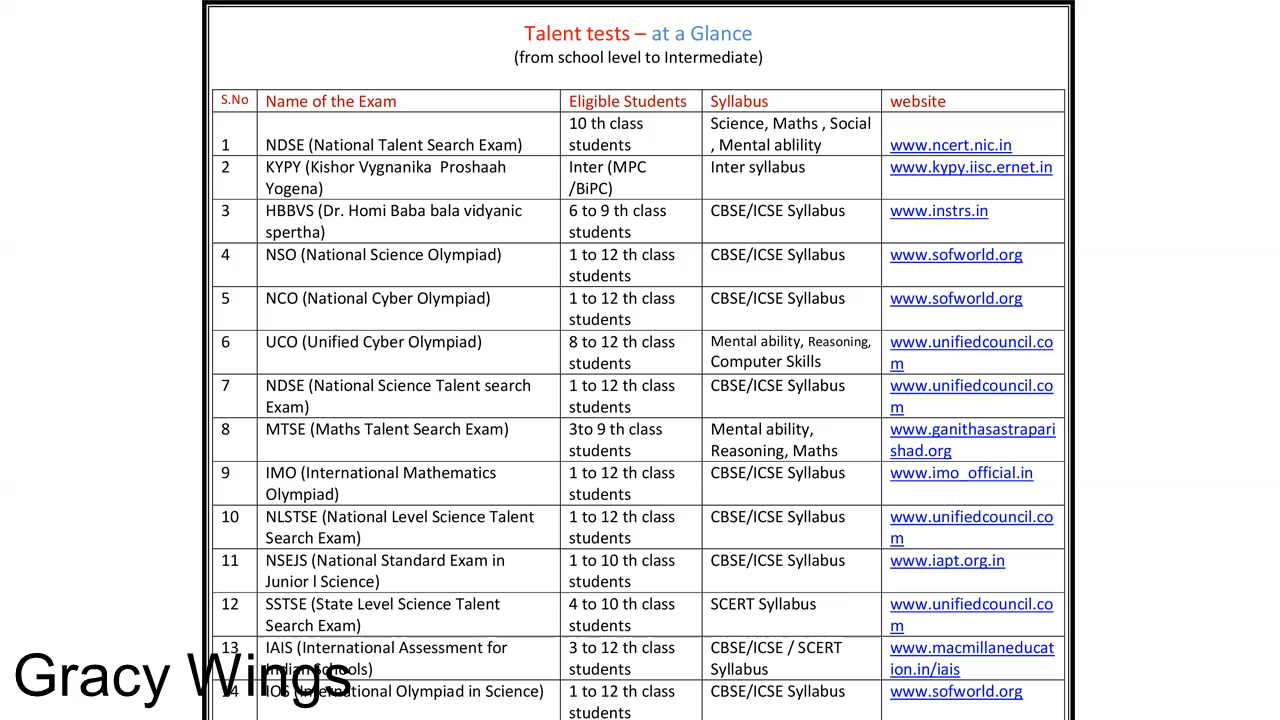 Talent tests – at a Glance
(from school level to Intermediate)
S.No Name of the Exam Eligible Students Syllabus website
1 NDSE (National Talent Search Exam) 10 th class students Science, Maths , Social , Mental ablility www.ncert.nic.in
2 KYPY (Kishor Vygnanika Proshaah Yogena) Inter (MPC /BiPC) Inter syllabus www.kypy.iisc.ernet.in
3 HBBVS (Dr. Homi Baba bala vidyanic spertha) 6 to 9 th class students CBSE/ICSE Syllabus www.instrs.in
4 NSO (National Science Olympiad) 1 to 12 th class students CBSE/ICSE Syllabus www.sofworld.org
5 NCO (National Cyber Olympiad) 1 to 12 th class students CBSE/ICSE Syllabus www.sofworld.org
6 UCO (Unified Cyber Olympiad) 8 to 12 th class students Mental ability, Reasoning, Computer Skills www.unifiedcouncil.com
7 NDSE (National Science Talent search Exam) 1 to 12 th class students CBSE/ICSE Syllabus www.unifiedcouncil.com
8 MTSE (Maths Talent Search Exam) 3to 9 th class students Mental ability, Reasoning, Maths www.ganithasastraparishad.org
9 IMO (International Mathematics Olympiad) 1 to 12 th class students CBSE/ICSE Syllabus www.imo_official.in
10 NLSTSE (National Level Science Talent Search Exam) 1 to 12 th class students CBSE/ICSE Syllabus www.unifiedcouncil.com
11 NSEJS (National Standard Exam in Junior l Science) 1 to 10 th class students CBSE/ICSE Syllabus www.iapt.org.in
12 SSTSE (State Level Science Talent Search Exam) 4 to 10 th class students SCERT Syllabus www.unifiedcouncil.com
13 IAIS (International Assessment for Indian Schools) 3 to 12 th class students CBSE/ICSE / SCERT Syllabus www.macmillaneducation.in/iais
14 IOS (International Olympiad in Science) 1 to 12 th class students CBSE/ICSE Syllabus www.sofworld.org
Gracy Wings